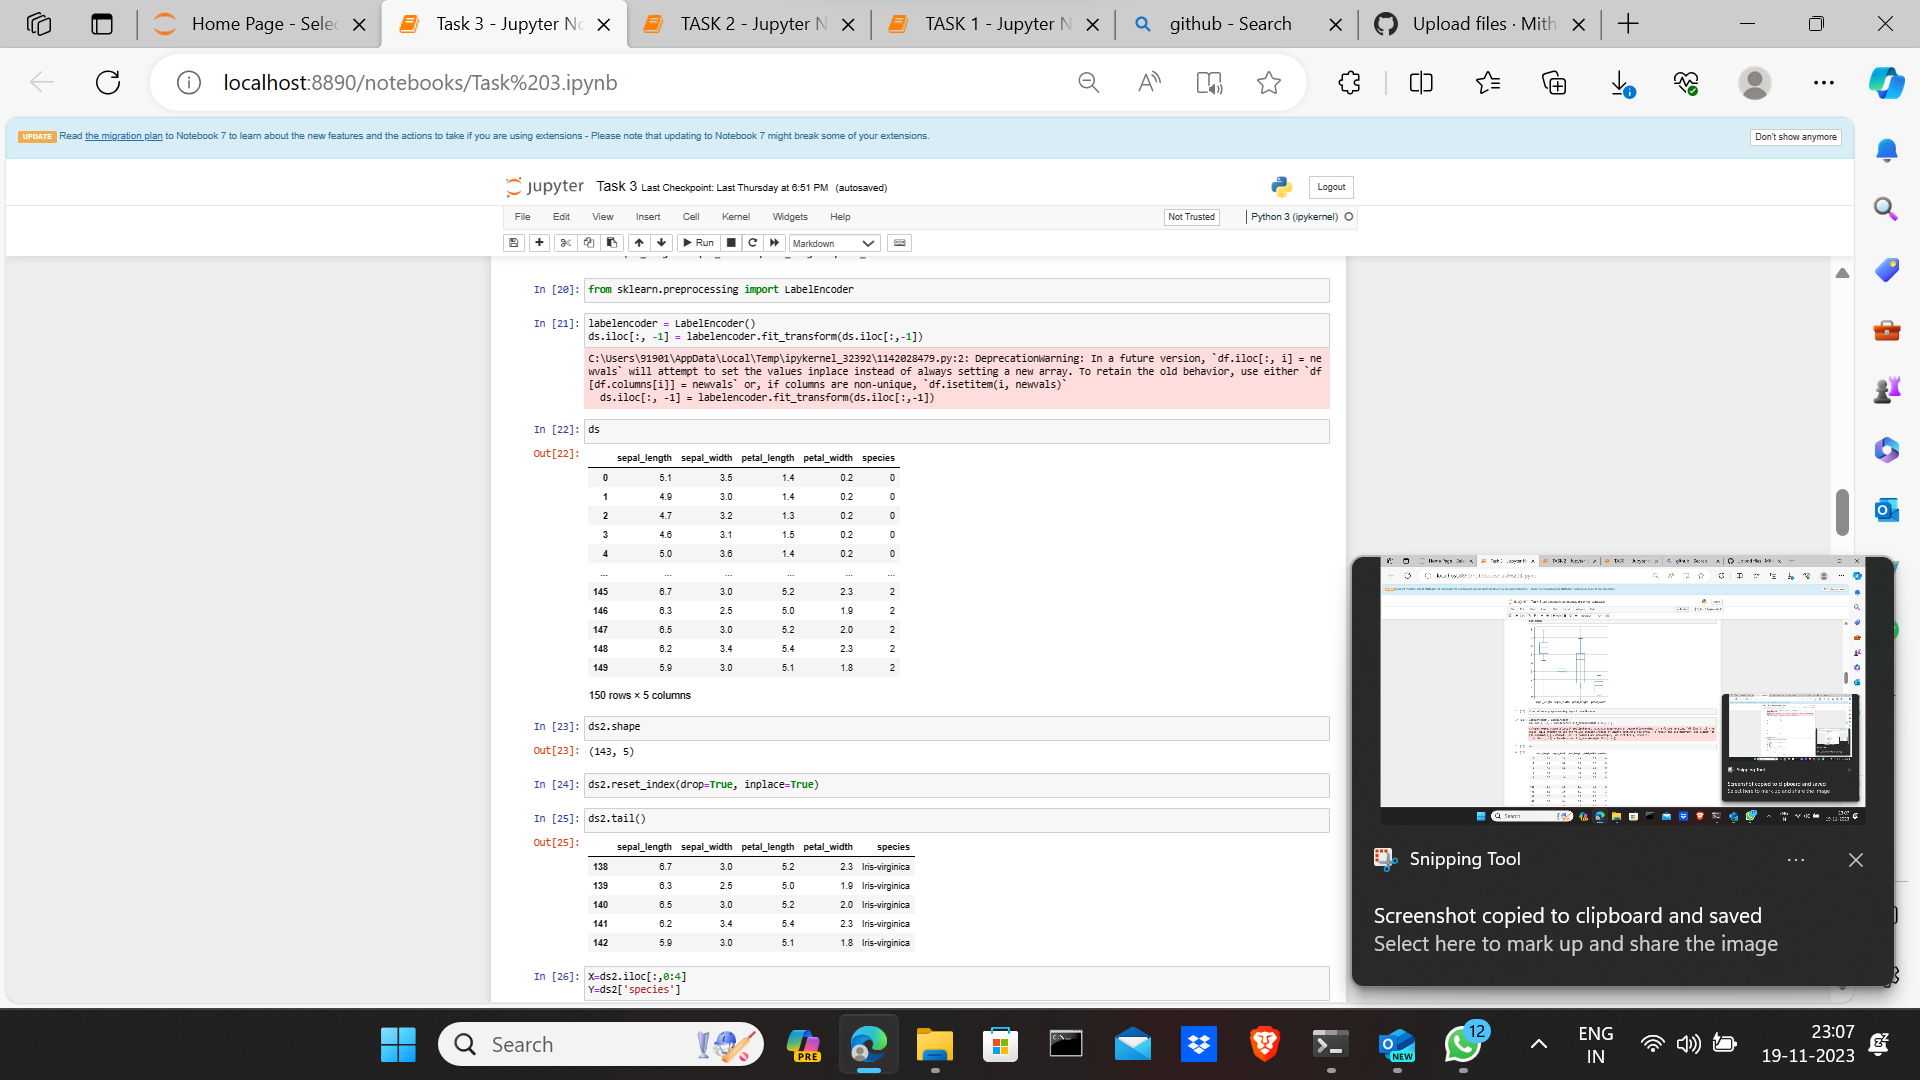 Home Page - Selec
Task 3 - Jupyter No
TASK 2 - Jupyter N
TASK 1 - Jupyter N
github - Search
Upload files · Mith
localhost:8890/notebooks/Task%203.ipynb
UPDATE Read the migration plan to Notebook 7 to learn about the new features and the actions to take if you are using extensions - Please note that updating to Notebook 7 might break some of your extensions.
Don't show anymore
jupyter Task 3 Last Checkpoint: Last Thursday at 6:51 PM (autosaved)
Logout
File Edit View Insert Cell Kernel Widgets Help
Not Trusted
Python 3 (ipykernel)
Run
Markdown
In [20]: from sklearn.preprocessing import LabelEncoder
In [21]: labelencoder = LabelEncoder()
ds.iloc[:, -1] = labelencoder.fit_transform(ds.iloc[:,-1])
C:\Users\91901\AppData\Local\Temp\ipykernel_32392\1142028479.py:2: DeprecationWarning: In a future version, `df.iloc[:, i] = ne
wvals` will attempt to set the values inplace instead of always setting a new array. To retain the old behavior, use either `df
[df.columns[i]] = newvals` or, if columns are non-unique, `df.isetitem(i, newvals)`
ds.iloc[:, -1] = labelencoder.fit_transform(ds.iloc[:,-1])
In [22]: ds
Out[22]:
sepal_length sepal_width petal_length petal_width species
0 5.1 3.5 1.4 0.2 0
1 4.9 3.0 1.4 0.2 0
2 4.7 3.2 1.3 0.2 0
3 4.6 3.1 1.5 0.2 0
4 5.0 3.6 1.4 0.2 0
... ... ... ... ... ...
145 6.7 3.0 5.2 2.3 2
146 6.3 2.5 5.0 1.9 2
147 6.5 3.0 5.2 2.0 2
148 6.2 3.4 5.4 2.3 2
149 5.9 3.0 5.1 1.8 2
150 rows × 5 columns
In [23]: ds2.shape
Out[23]: (143, 5)
In [24]: ds2.reset_index(drop=True, inplace=True)
In [25]: ds2.tail()
Out[25]:
sepal_length sepal_width petal_length petal_width species
138 6.7 3.0 5.2 2.3 Iris-virginica
139 6.3 2.5 5.0 1.9 Iris-virginica
140 6.5 3.0 5.2 2.0 Iris-virginica
141 6.2 3.4 5.4 2.3 Iris-virginica
142 5.9 3.0 5.1 1.8 Iris-virginica
In [26]: X=ds2.iloc[:,0:4]
Y=ds2['species']
Snipping Tool
Screenshot copied to clipboard and saved
Select here to mark up and share the image
Search
PRE
NEW
12
ENG
IN
23:07
19-11-2023